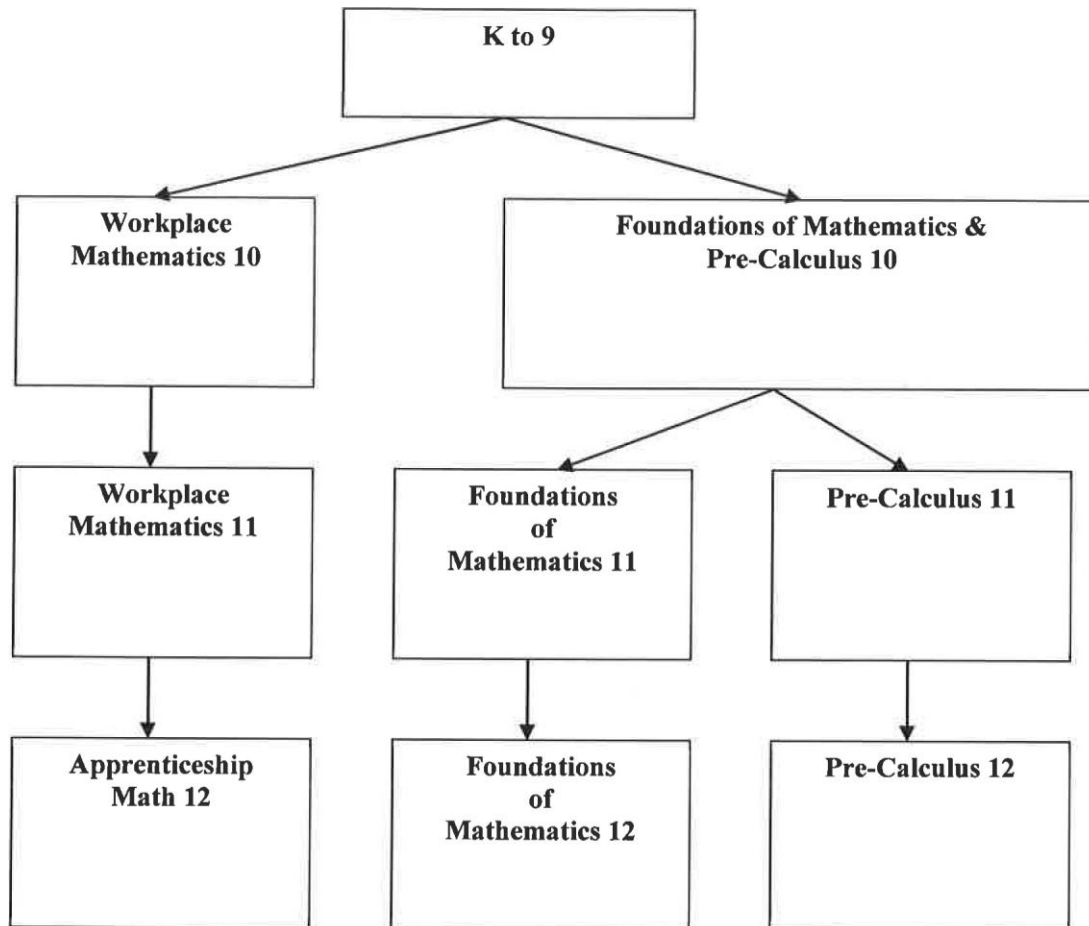 K to 9
Workplace
Mathematics 10
Foundations of Mathematics &
Pre-Calculus 10
Workplace
Mathematics 11
Foundations
of
Mathematics 11
Pre-Calculus 11
Apprenticeship
Math 12
Foundations
of
Mathematics 12
Pre-Calculus 12